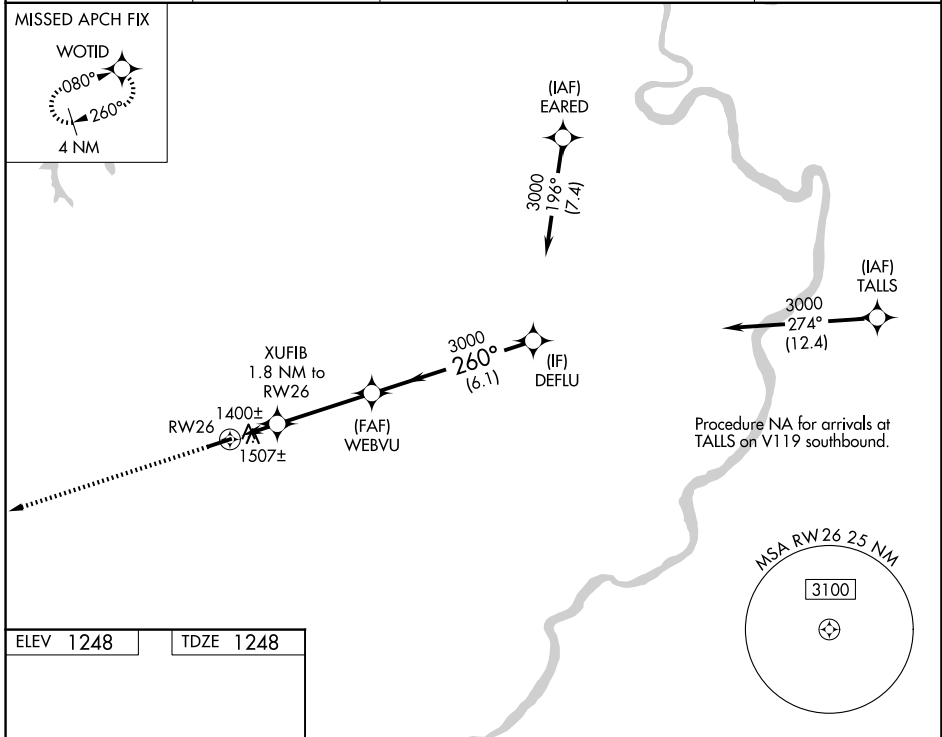 MISSED APCH FIX
WOTID
080°
260°
4 NM
(IAF)
EARED
3000
196°
(7.4)
(IAF)
TALLS
3000
274°
(12.4)
XUFIB
1.8 NM to
RW26
3000
260°
(6.1)
(IF)
DEFLU
RW26
1400±
1507±
(FAF)
WEBVU
Procedure NA for arrivals at
TALLS on V119 southbound.
MSA RW26 25 NM
3100
ELEV 1248
TDZE 1248